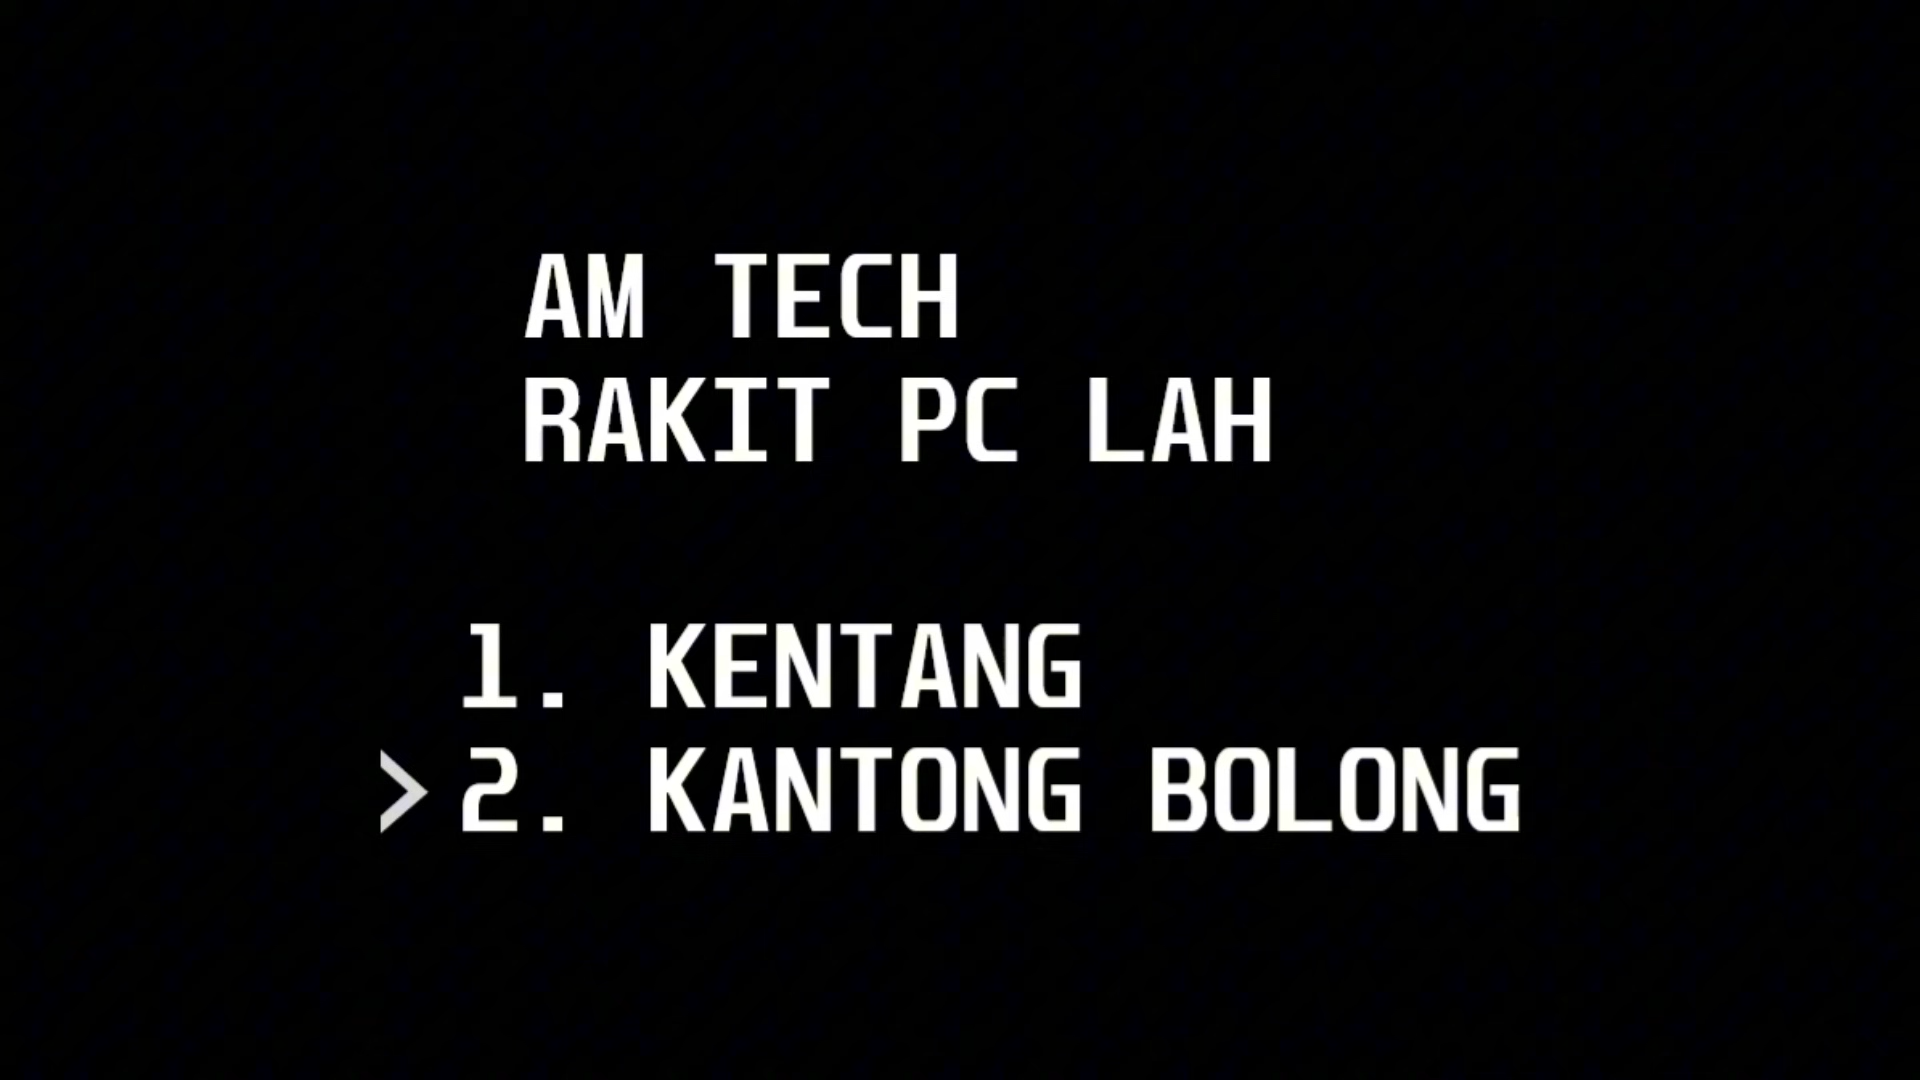 AM TECH
RAKIT PC LAH
1. KENTANG
> 2. KANTONG BOLONG